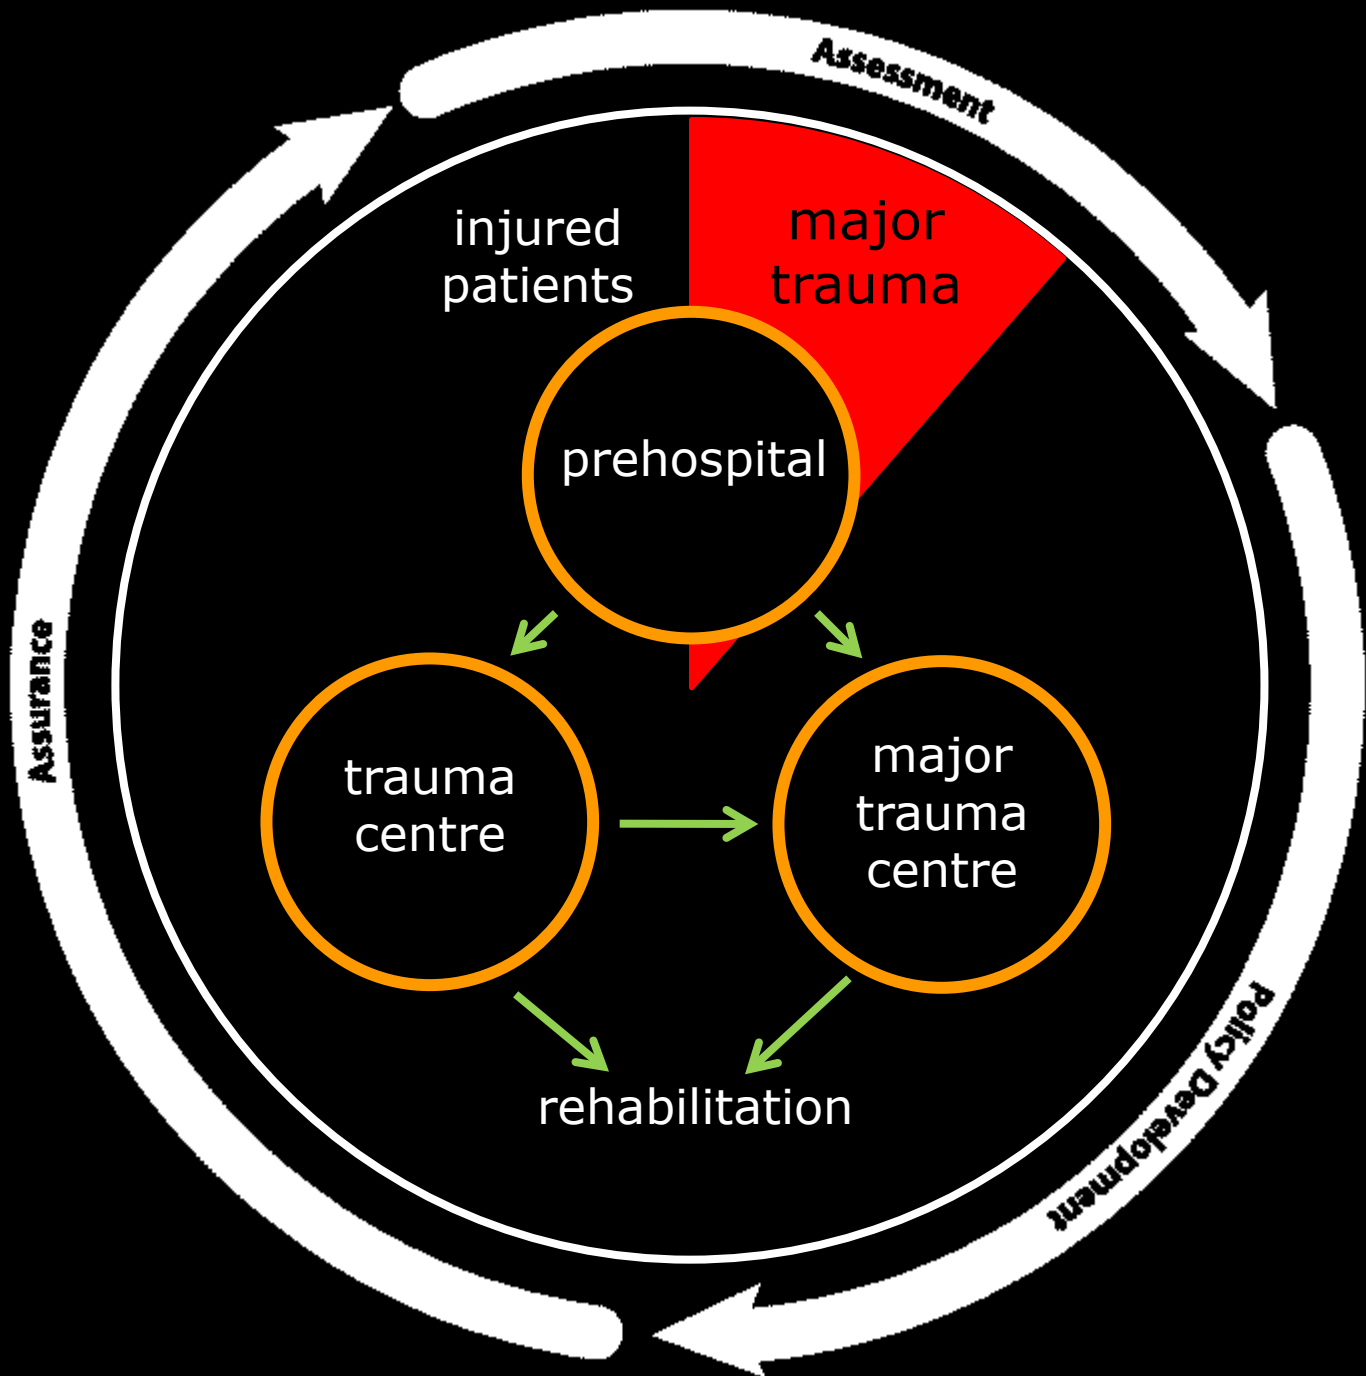 Assessment
injured
patients
major
trauma
prehospital
Assurance
trauma
centre
major
trauma
centre
Policy Development
rehabilitation